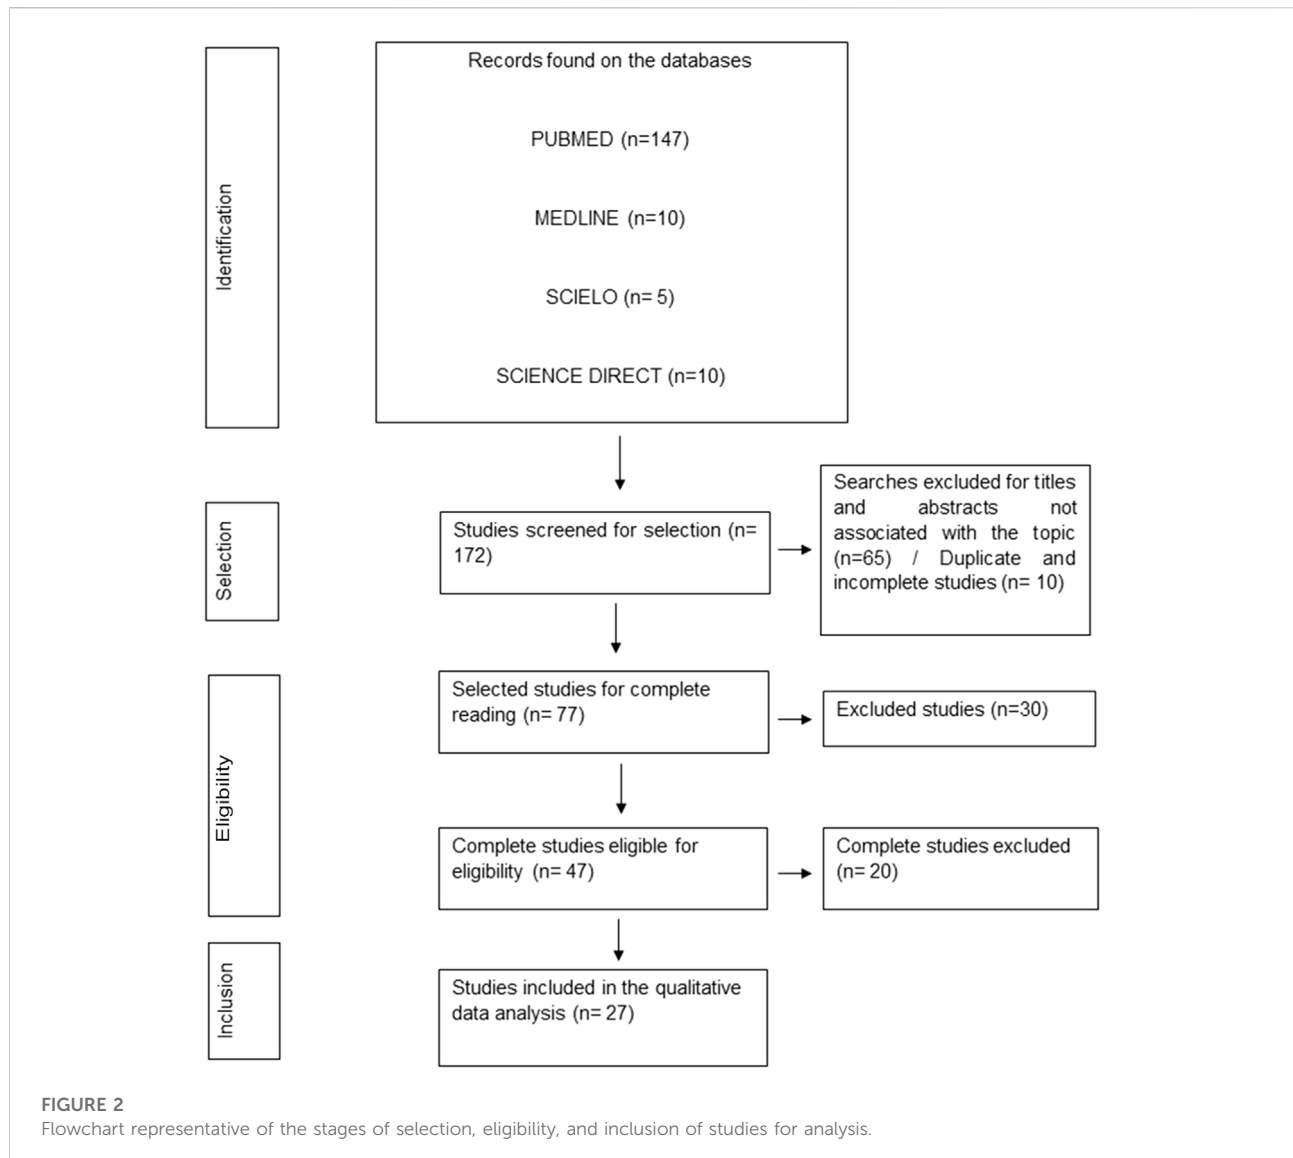 Identification
Records found on the databases
PUBMED (n=147)
MEDLINE (n=10)
SCIELO (n= 5)
SCIENCE DIRECT (n=10)
Selection
Studies screened for selection (n=
172)
Searches excluded for titles
and abstracts not
associated with the topic
(n=65) / Duplicate and
incomplete studies (n= 10)
Eligibility
Selected studies for complete
reading (n= 77)
Excluded studies (n=30)
Complete studies eligible for
eligibility (n= 47)
Complete studies excluded
(n= 20)
Inclusion
Studies included in the qualitative
data analysis (n= 27)
FIGURE 2
Flowchart representative of the stages of selection, eligibility, and inclusion of studies for analysis.